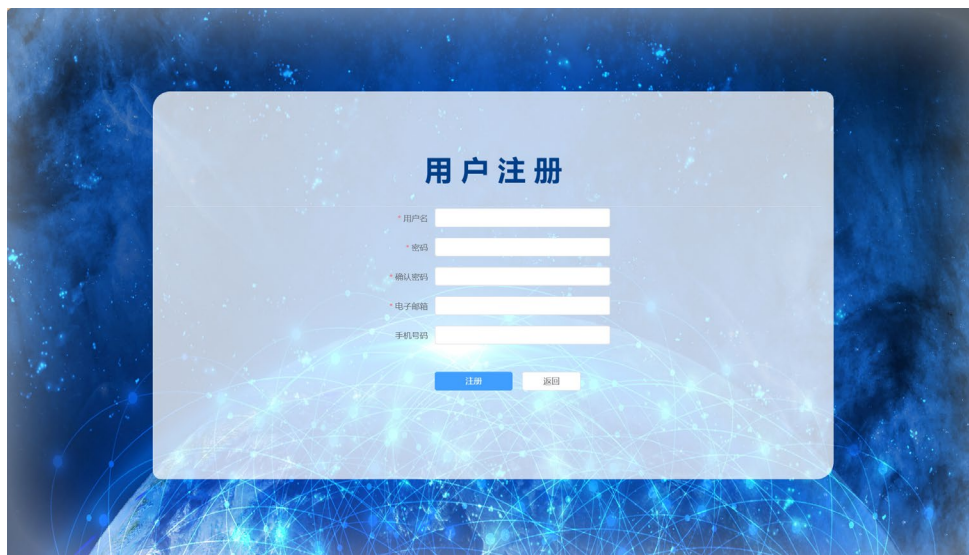 用户注册
* 用户名
* 密码
* 确认密码
* 电子邮箱
手机号码
注册 返回